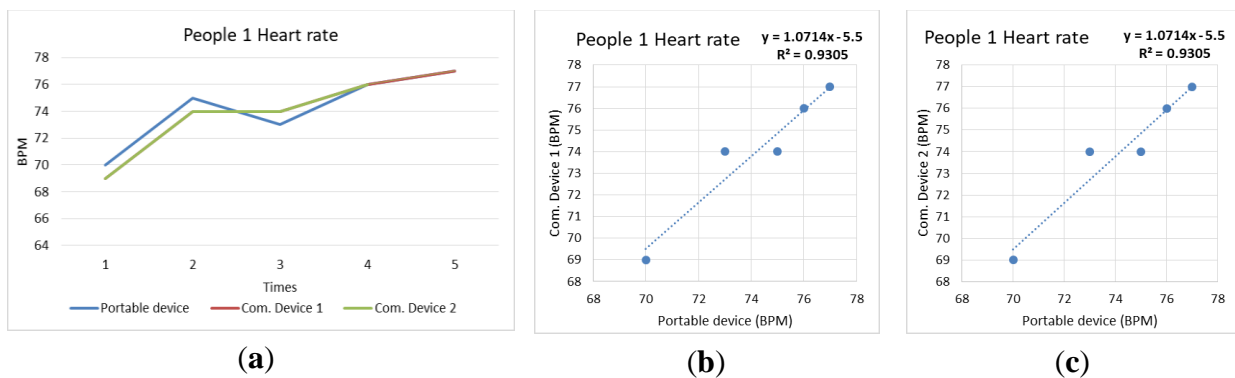 People 1 Heart rate
BPM
78
76
74
72
70
68
66
64
1 2 3 4 5
Times
Portable device Com. Device 1 Com. Device 2
(a)
People 1 Heart rate
y = 1.0714x - 5.5
R² = 0.9305
Com. Device 1 (BPM)
78
77
76
75
74
73
72
71
70
69
68
68 70 72 74 76 78
Portable device (BPM)
(b)
People 1 Heart rate
y = 1.0714x - 5.5
R² = 0.9305
Com. Device 2 (BPM)
78
77
76
75
74
73
72
71
70
69
68
68 70 72 74 76 78
Portable device (BPM)
(c)